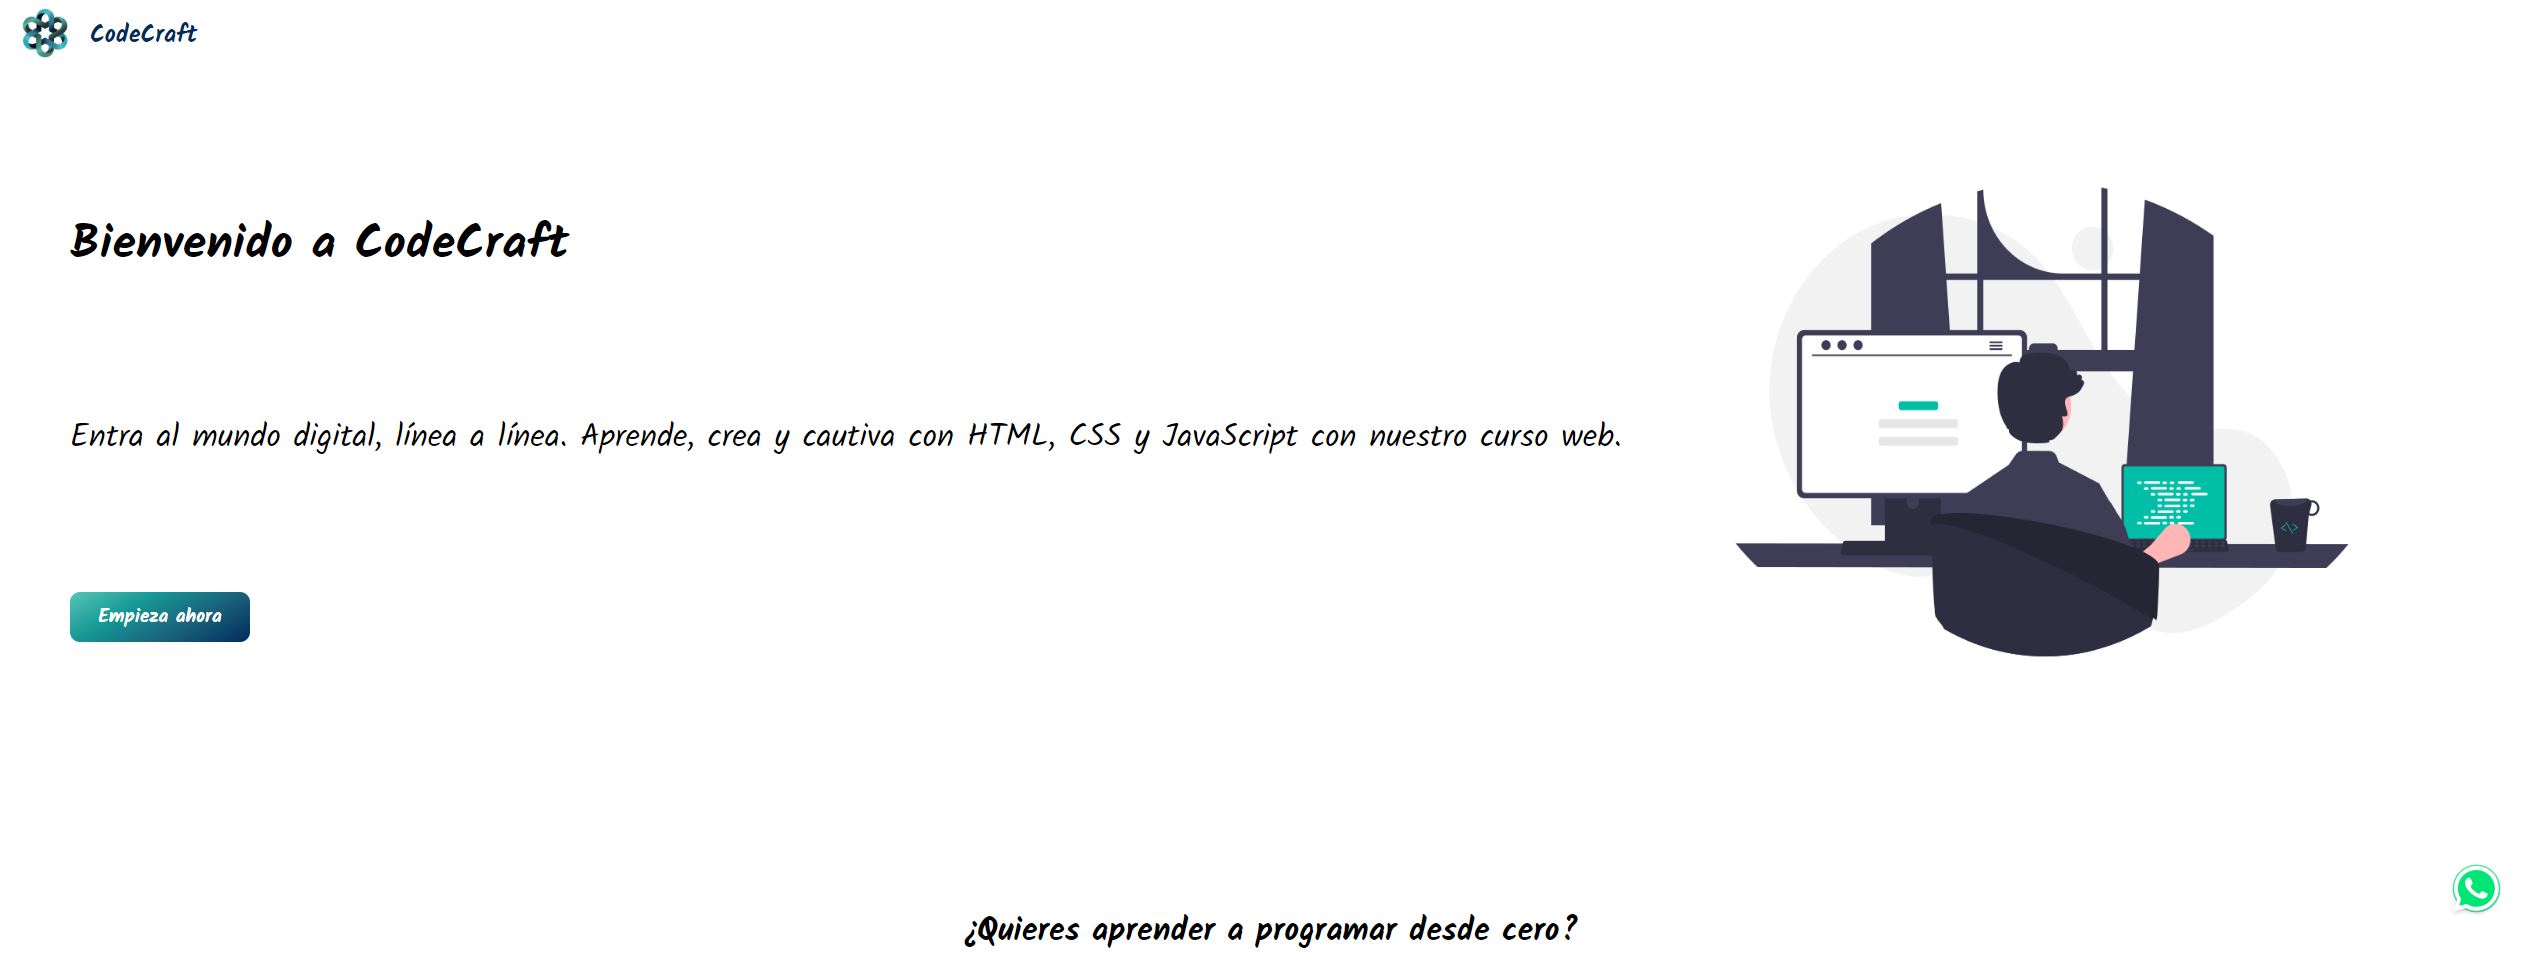 CodeCraft
Bienvenido a CodeCraft
Entra al mundo digital, línea a línea. Aprende, crea y cautiva con HTML, CSS y JavaScript con nuestro curso web.
Empieza ahora
¿Quieres aprender a programar desde cero?